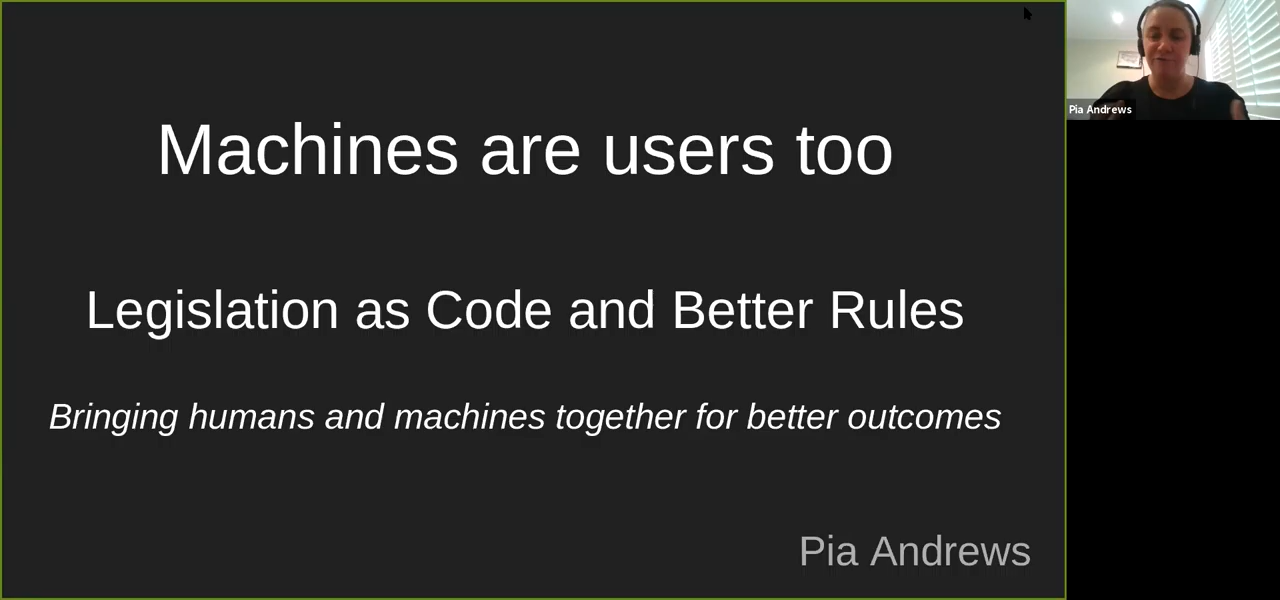 Machines are users too
Legislation as Code and Better Rules
Bringing humans and machines together for better outcomes
Pia Andrews
Pia Andrews